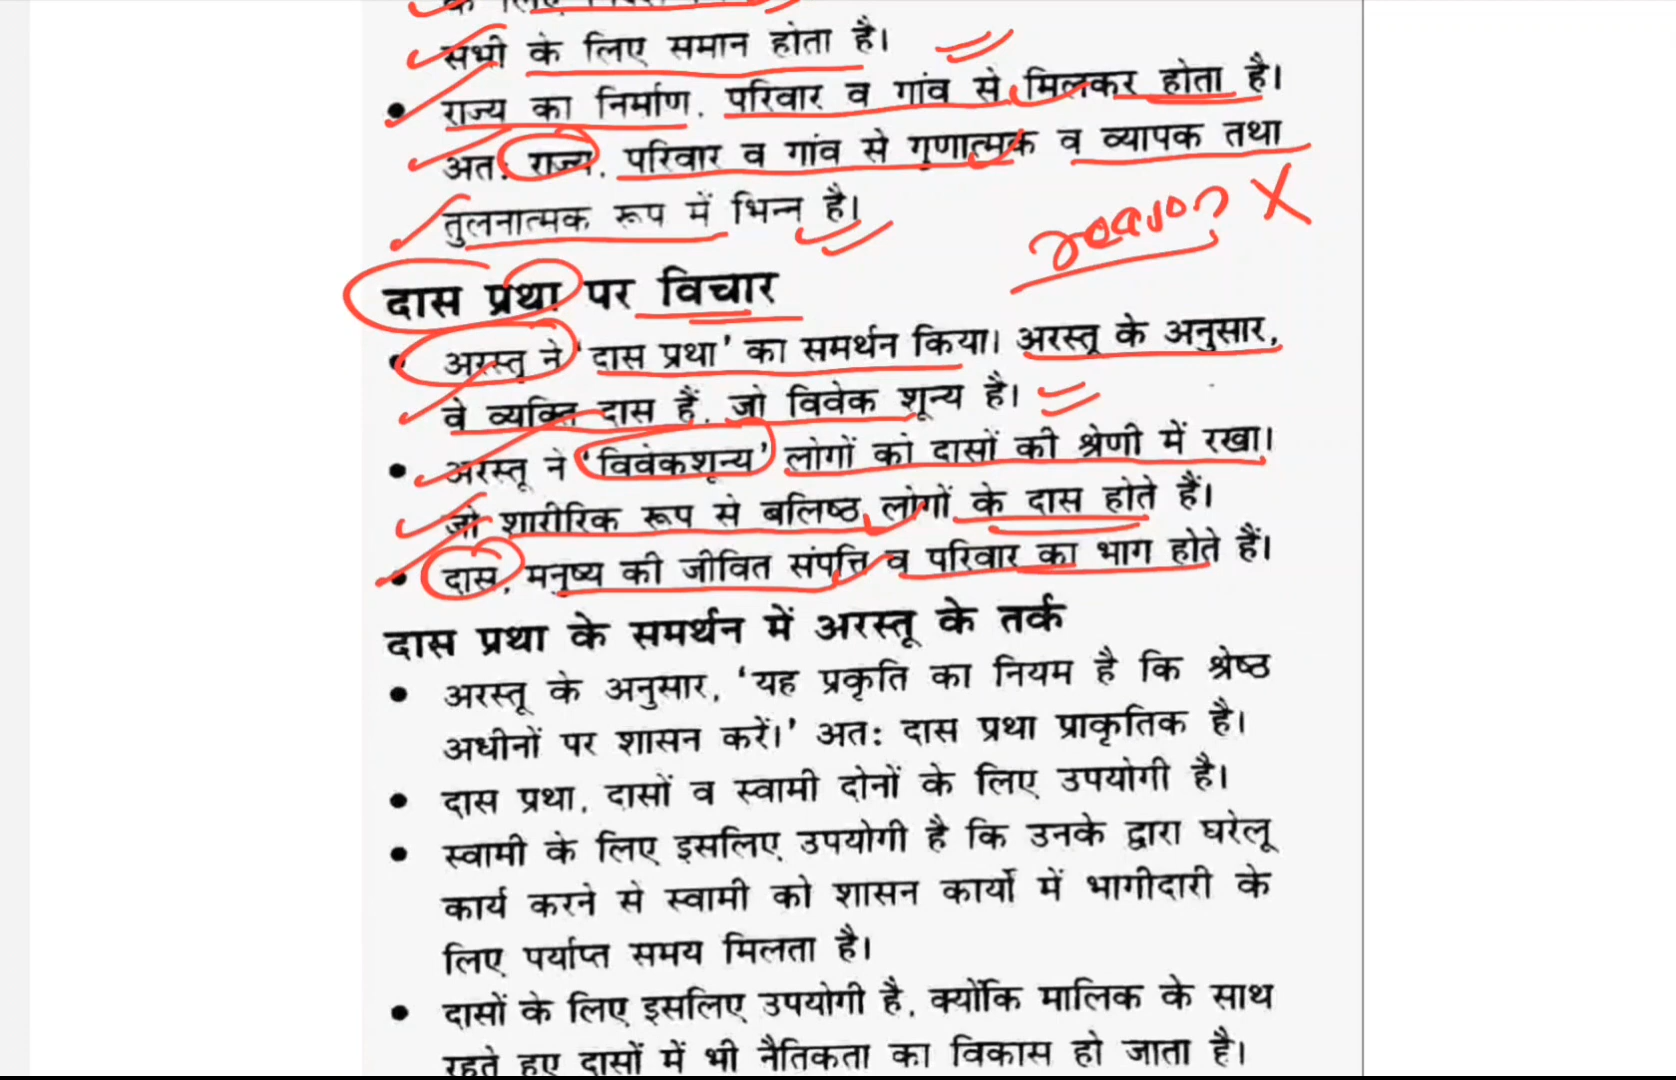 के लिए
सभी के लिए समान होता है।
• राज्य का निर्माण, परिवार व गांव से मिलकर होता है।
अतः राज्य, परिवार व गांव से गुणात्मक व व्यापक तथा
तुलनात्मक रूप में भिन्न है।
reason X
दास प्रथा पर विचार
• अरस्तू ने 'दास प्रथा' का समर्थन किया। अरस्तू के अनुसार,
वे व्यक्ति दास हैं, जो विवेक शून्य है।
• अरस्तू ने 'विवेकशून्य' लोगों को दासों की श्रेणी में रखा।
जो शारीरिक रूप से बलिष्ठ लोगों के दास होते हैं।
• दास, मनुष्य की जीवित संपत्ति व परिवार का भाग होते हैं।
दास प्रथा के समर्थन में अरस्तू के तर्क
• अरस्तू के अनुसार, 'यह प्रकृति का नियम है कि श्रेष्ठ
अधीनों पर शासन करें।' अतः दास प्रथा प्राकृतिक है।
• दास प्रथा, दासों व स्वामी दोनों के लिए उपयोगी है।
• स्वामी के लिए इसलिए उपयोगी है कि उनके द्वारा घरेलू
कार्य करने से स्वामी को शासन कार्यो में भागीदारी के
लिए पर्याप्त समय मिलता है।
• दासों के लिए इसलिए उपयोगी है, क्योंकि मालिक के साथ
रहते हुए दासों में भी नैतिकता का विकास हो जाता है।